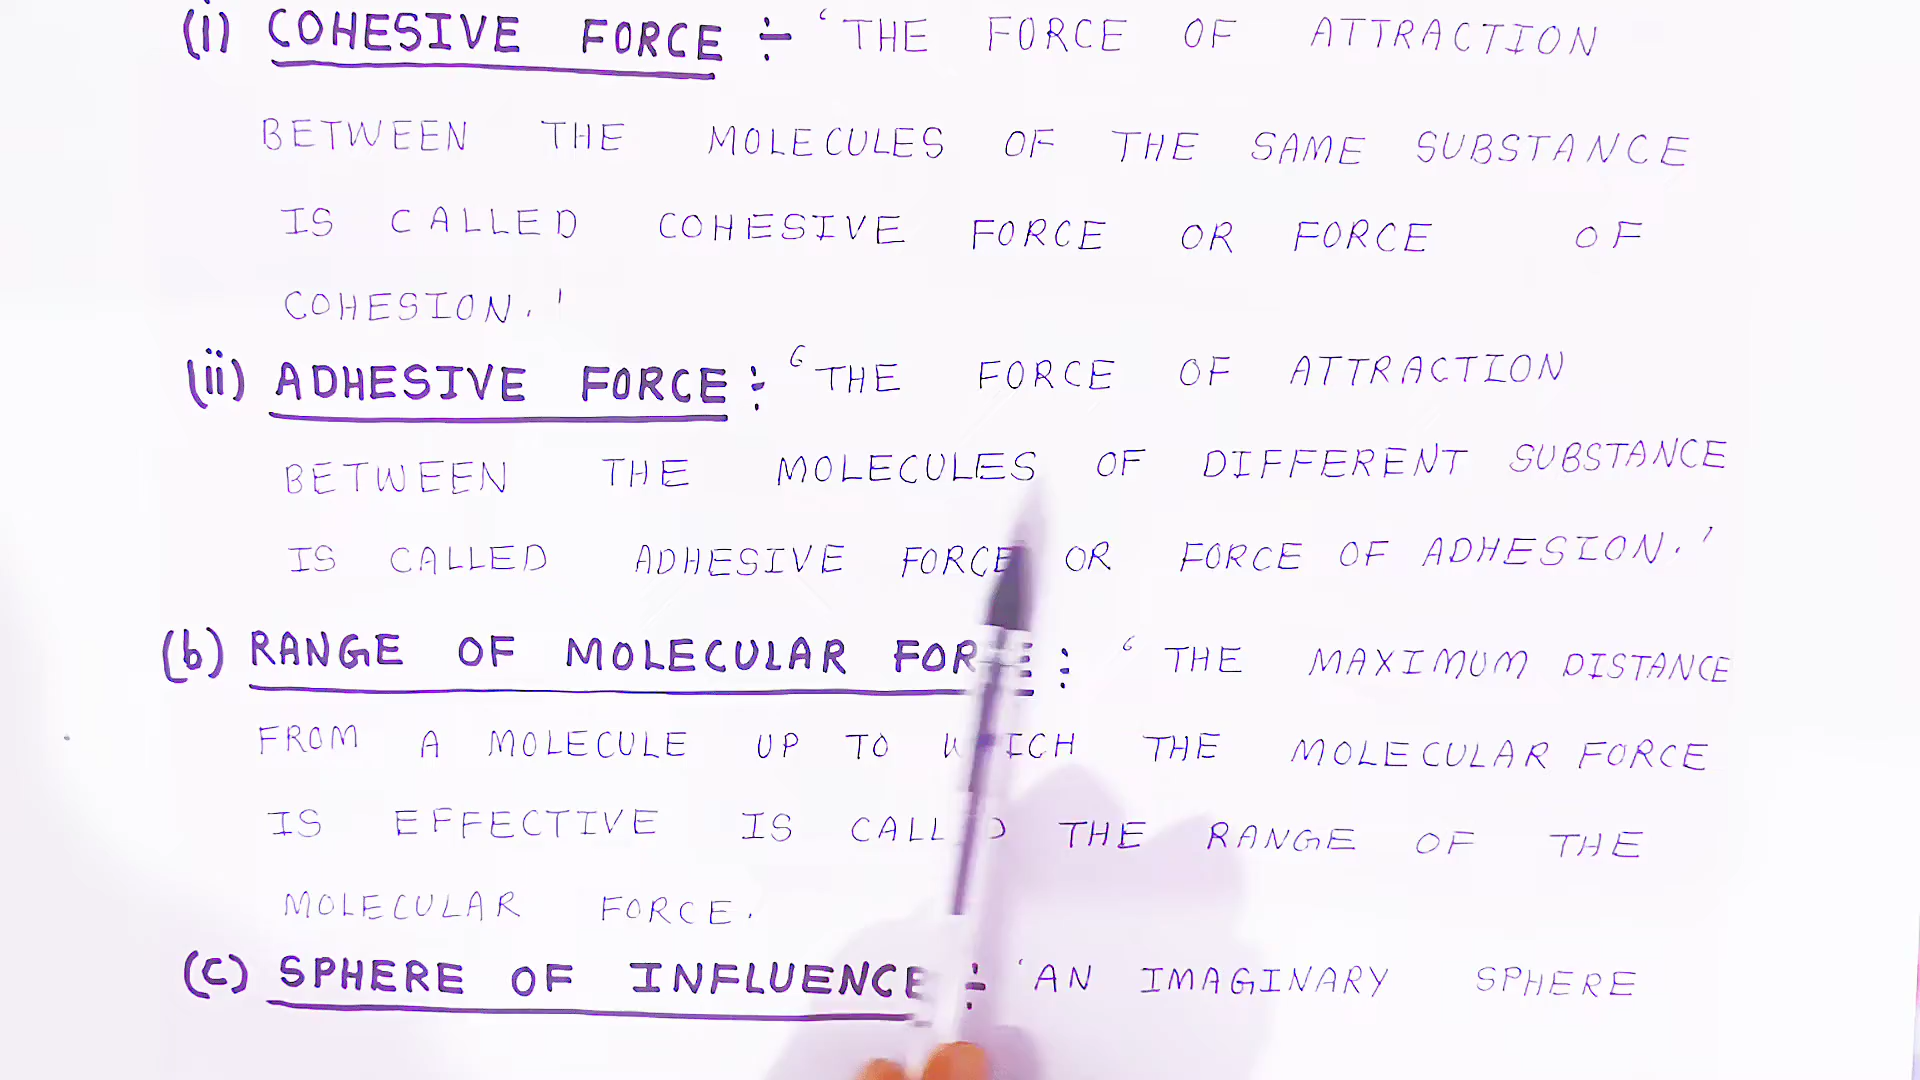 (i) COHESIVE FORCE :- ‘THE FORCE OF ATTRACTION
BETWEEN THE MOLECULES OF THE SAME SUBSTANCE
IS CALLED COHESIVE FORCE OR FORCE OF
COHESION.'
(ii) ADHESIVE FORCE :- ‘THE FORCE OF ATTRACTION
BETWEEN THE MOLECULES OF DIFFERENT SUBSTANCE
IS CALLED ADHESIVE FORCE OR FORCE OF ADHESION.'
(b) RANGE OF MOLECULAR FORCE : ‘THE MAXIMUM DISTANCE
FROM A MOLECULE UP TO WHICH THE MOLECULAR FORCE
IS EFFECTIVE IS CALLED THE RANGE OF THE
MOLECULAR FORCE.
(c) SPHERE OF INFLUENCE :- ‘AN IMAGINARY SPHERE